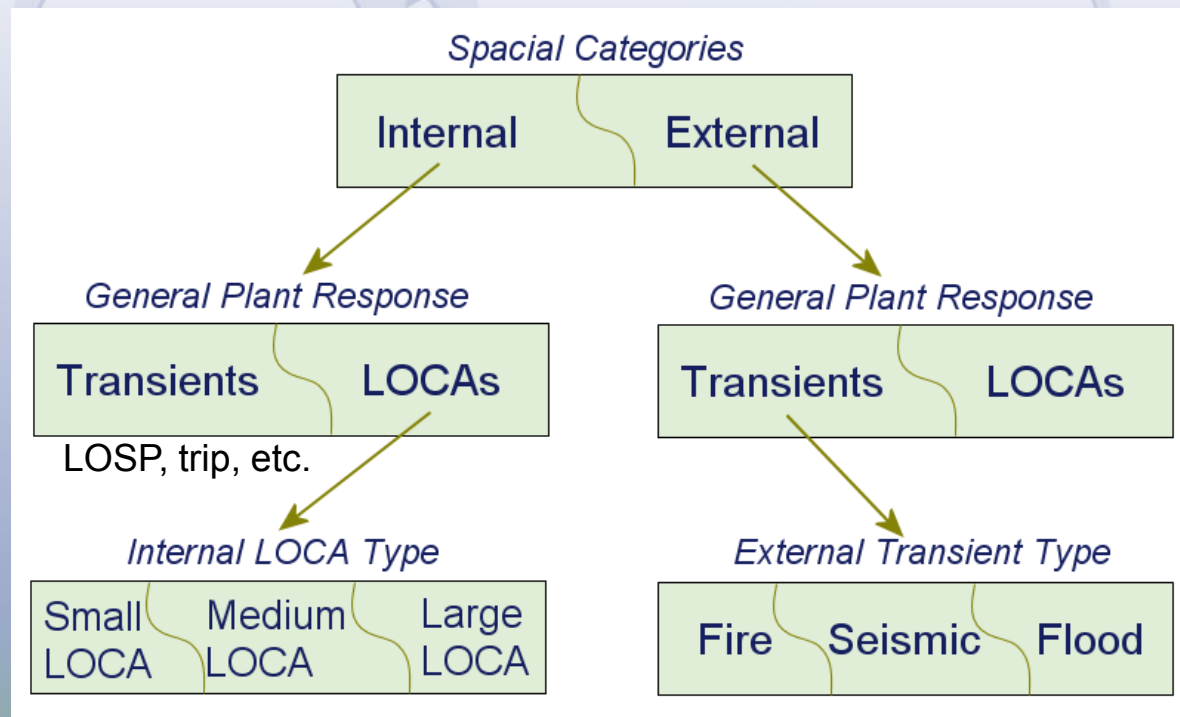 Spacial Categories
Internal External
General Plant Response
General Plant Response
Transients LOCAs
Transients LOCAs
LOSP, trip, etc.
Internal LOCA Type
External Transient Type
Small Medium Large
LOCA LOCA LOCA
Fire Seismic Flood